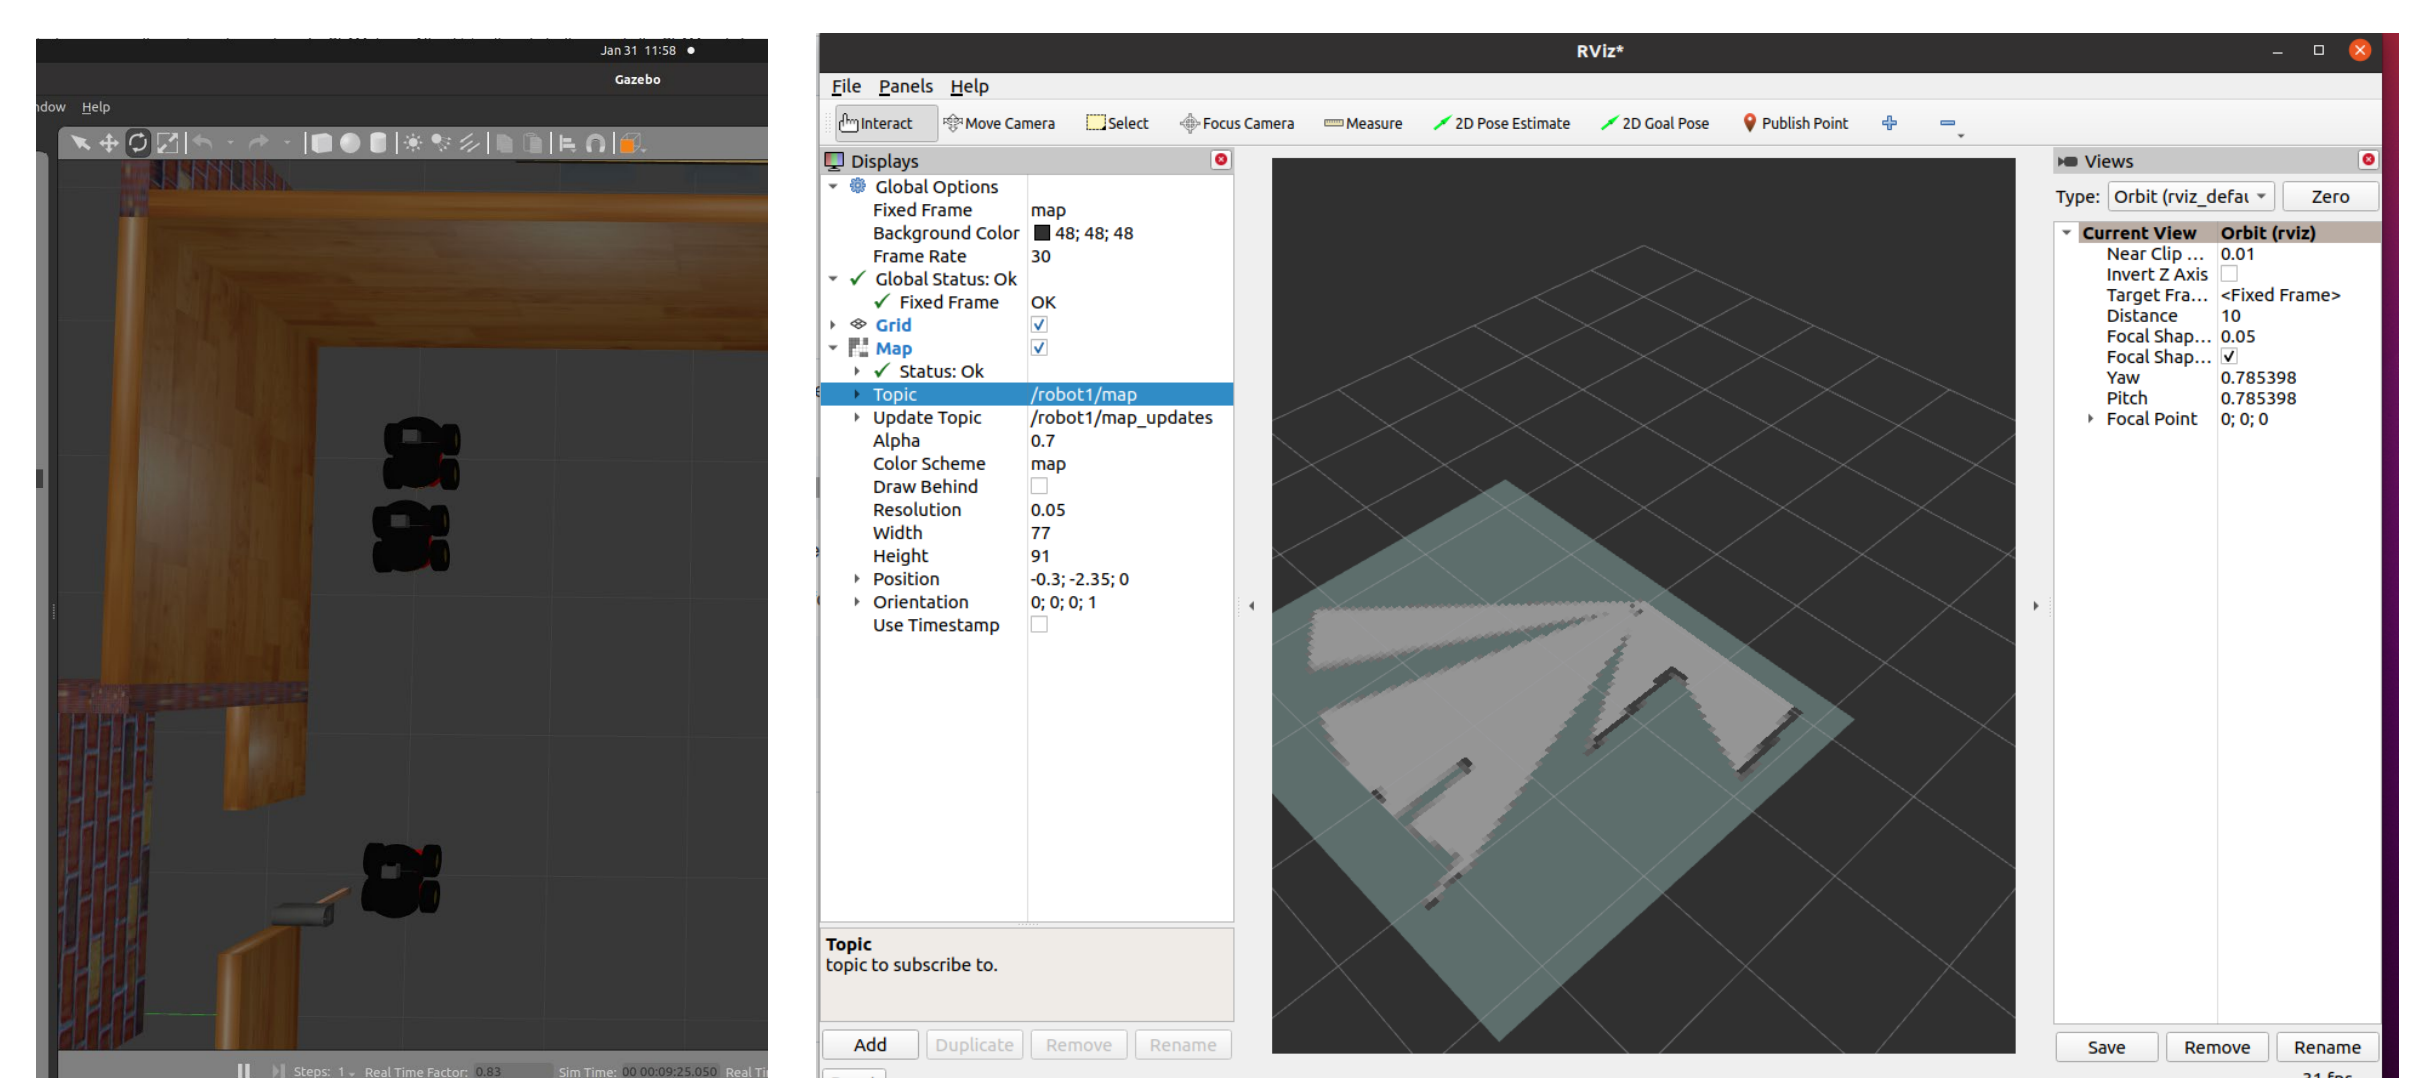 Jan 31 11:58
Gazebo
ndow Help
Steps: 1 Real Time Factor: 0.83 Sim Time: 00 00:09:25.050 Real Ti
RViz*
File Panels Help
Interact Move Camera Select Focus Camera Measure 2D Pose Estimate 2D Goal Pose Publish Point
Displays
Global Options
Fixed Frame map
Background Color 48; 48; 48
Frame Rate 30
Global Status: Ok
Fixed Frame OK
Grid
Map
Status: Ok
Topic /robot1/map
Update Topic /robot1/map_updates
Alpha 0.7
Color Scheme map
Draw Behind
Resolution 0.05
Width 77
Height 91
Position -0.3; -2.35; 0
Orientation 0; 0; 0; 1
Use Timestamp
Topic
topic to subscribe to.
Add Duplicate Remove Rename
Views
Type: Orbit (rviz_defau Zero
Current View Orbit (rviz)
Near Clip ... 0.01
Invert Z Axis
Target Fra... <Fixed Frame>
Distance 10
Focal Shap... 0.05
Focal Shap...
Yaw 0.785398
Pitch 0.785398
Focal Point 0; 0; 0
Save Remove Rename
31 fps